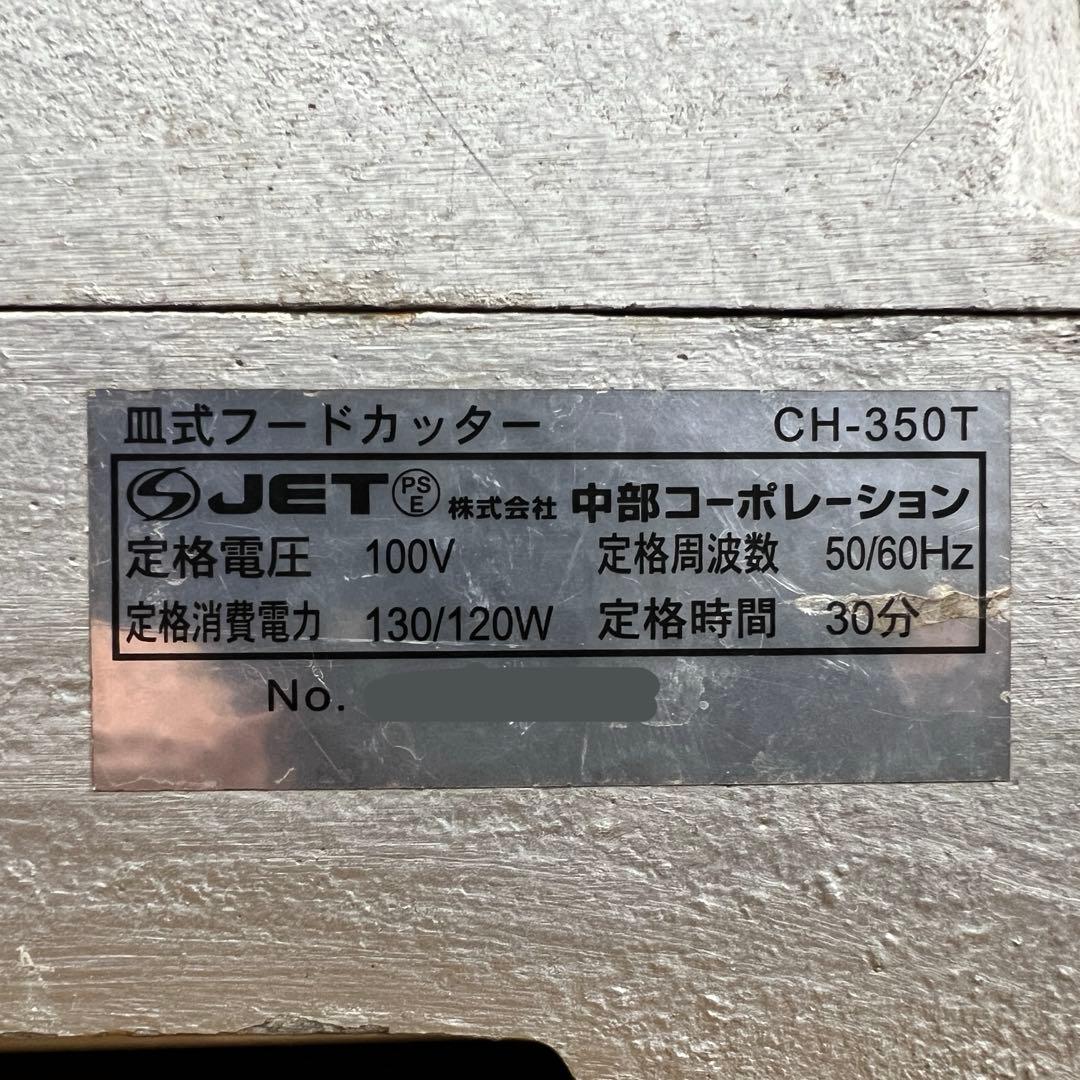 皿式フードカッター CH-350T
JET PSE 株式会社 中部コーポレーション
定格電圧 100V 定格周波数 50/60Hz
定格消費電力 130/120W 定格時間 30分
No.